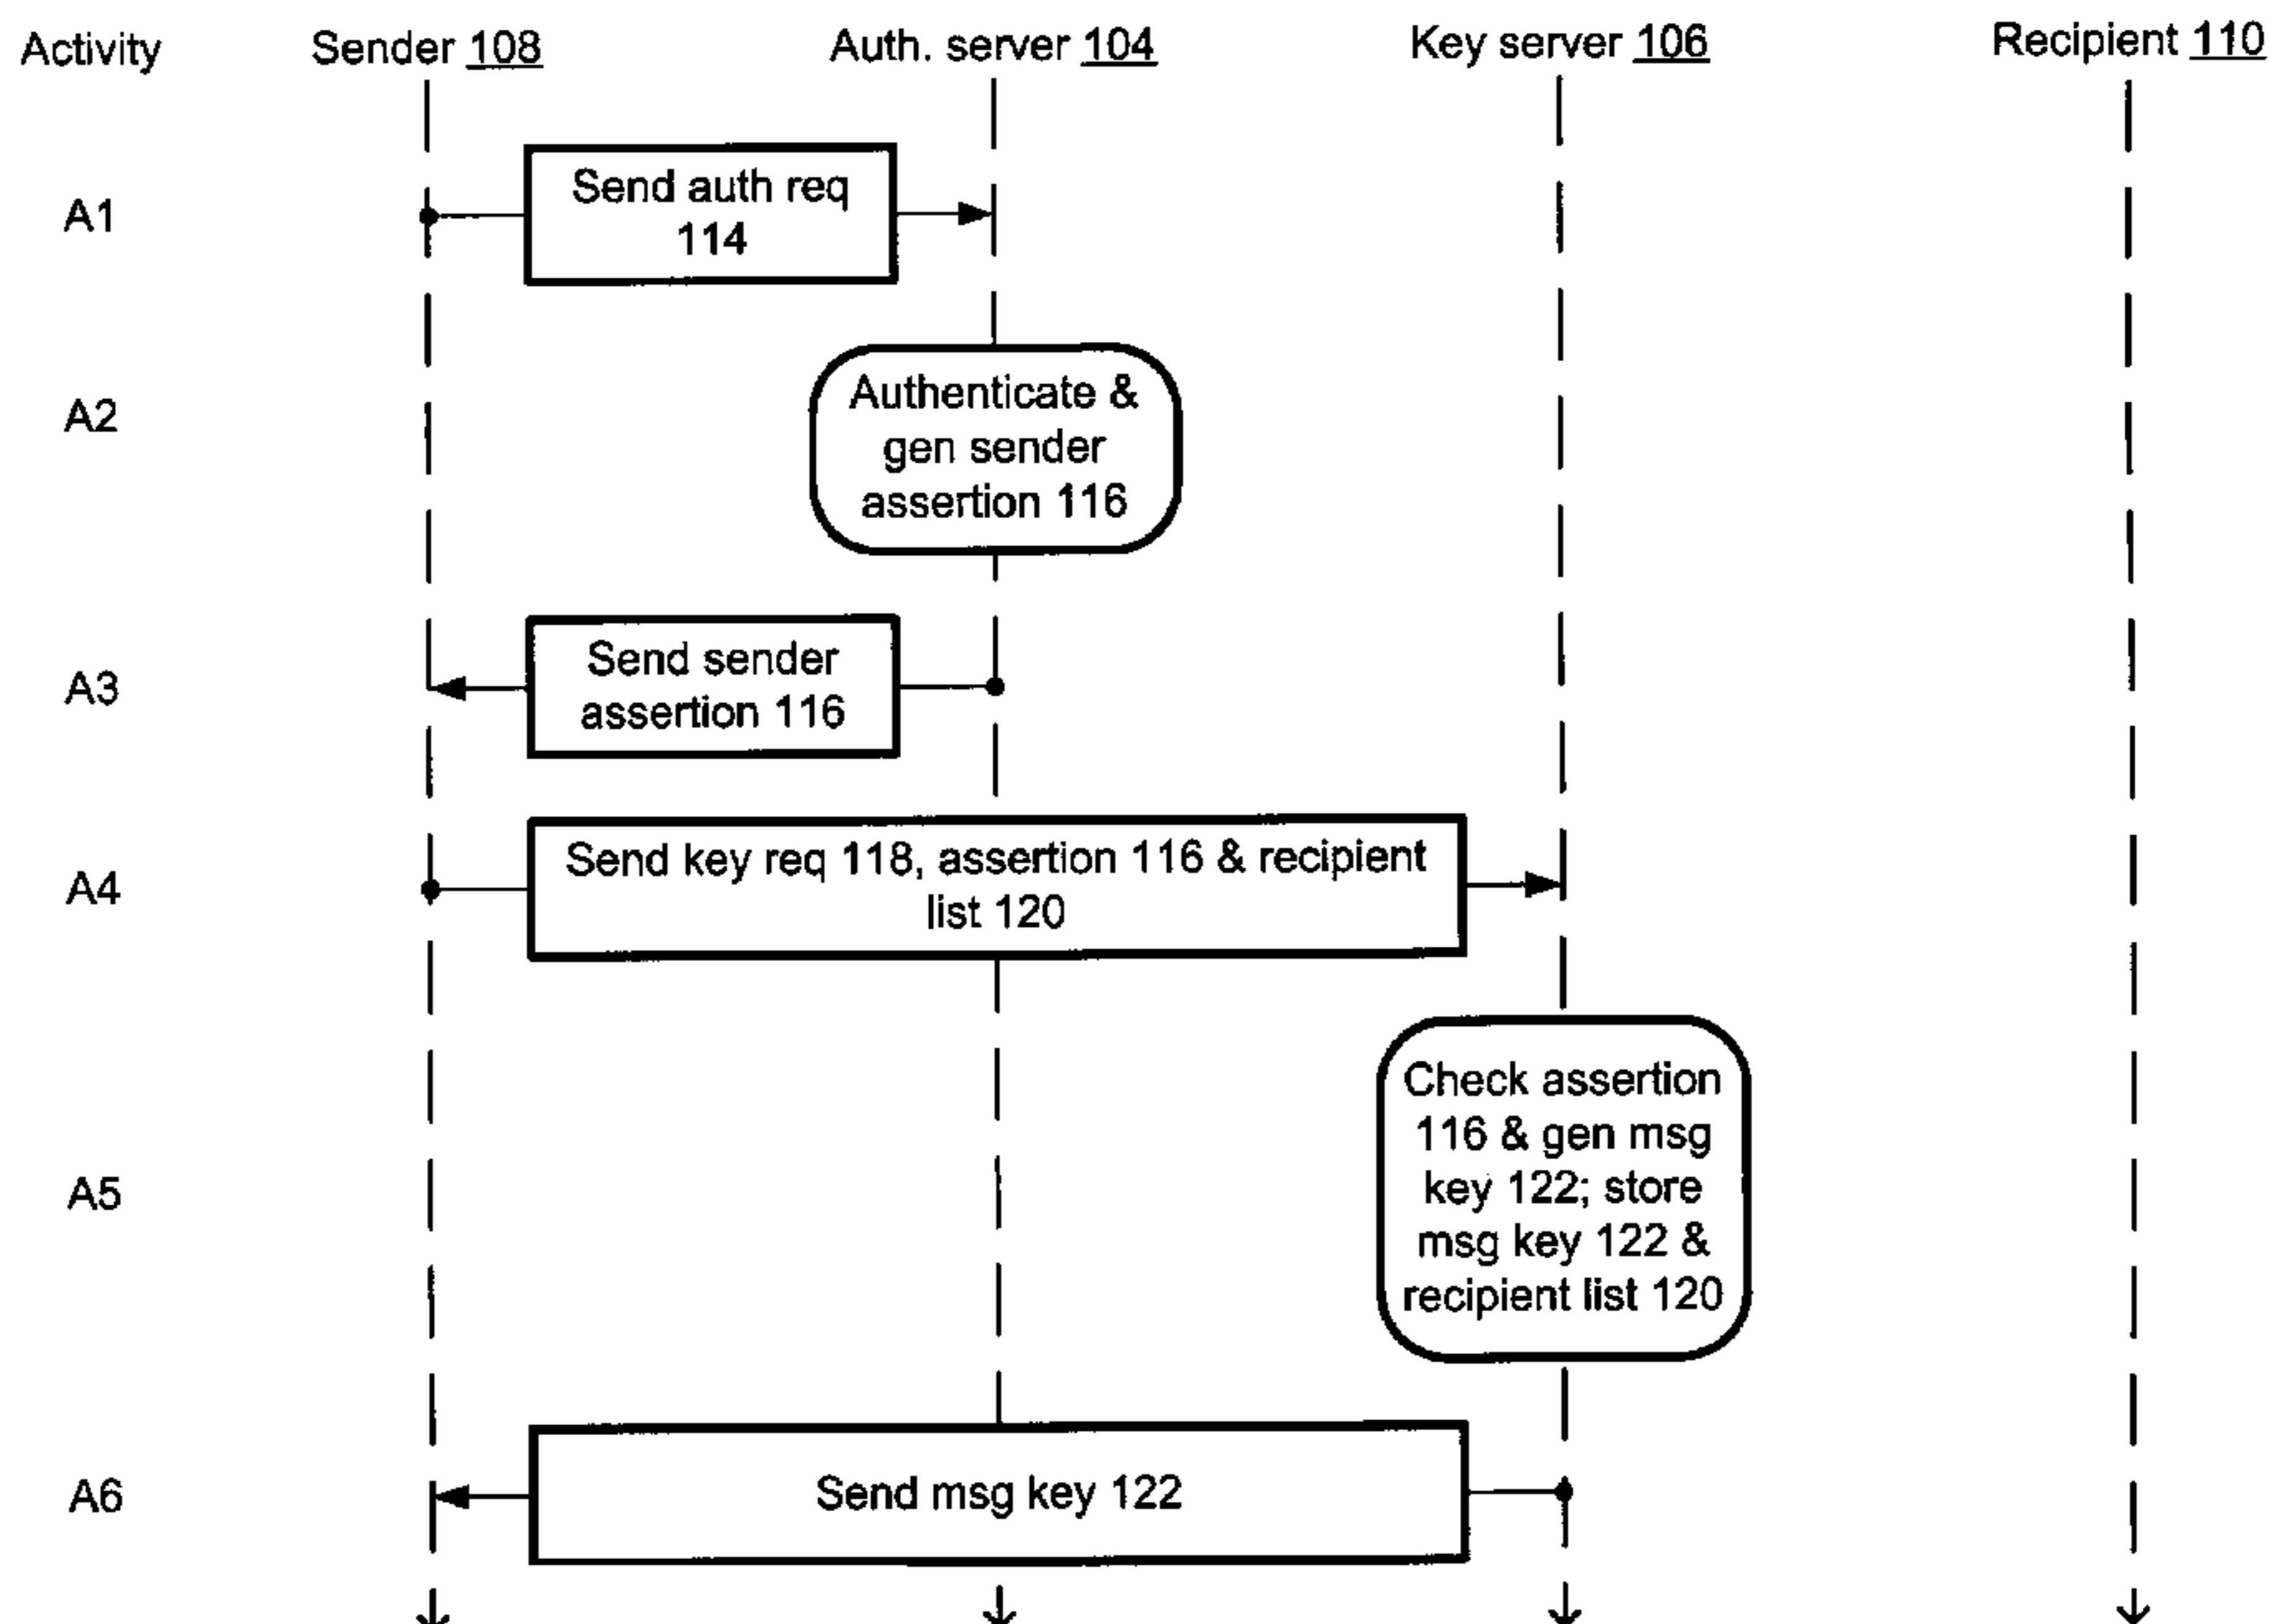 Activity
Sender 108
Auth. server 104
Key server 106
Recipient 110
A1
Send auth req
114
A2
Authenticate &
gen sender
assertion 116
A3
Send sender
assertion 116
A4
Send key req 118, assertion 116 & recipient
list 120
A5
Check assertion
116 & gen msg
key 122; store
msg key 122 &
recipient list 120
A6
Send msg key 122